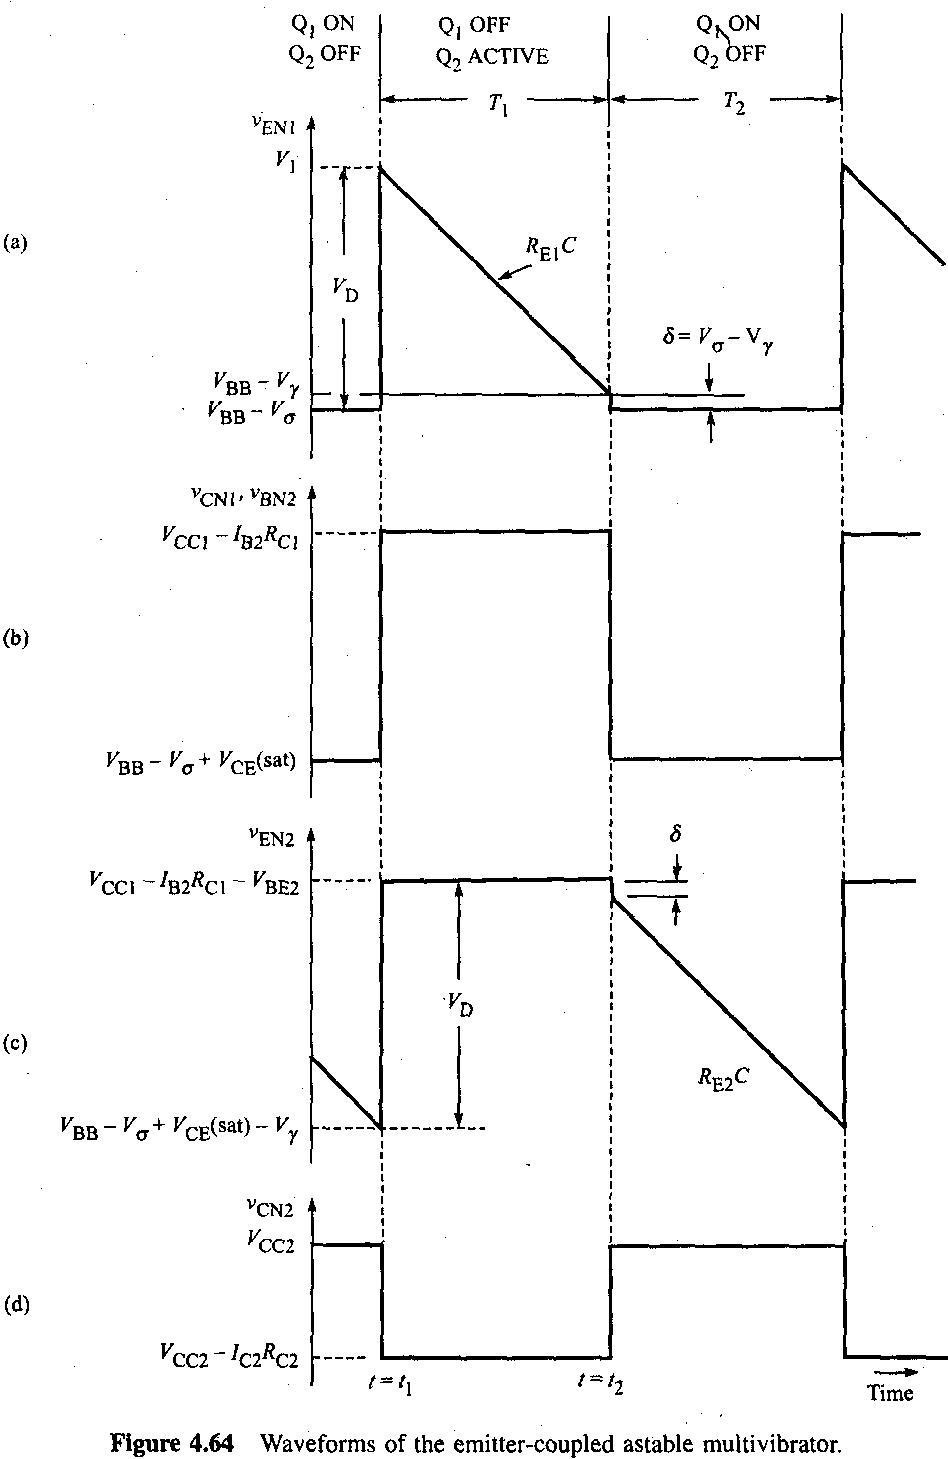 Q1 ON
Q2 OFF
Q1 OFF
Q2 ACTIVE
Q1 ON
Q2 OFF
T1
T2
vEN1
V1
(a)
RE1C
VD
δ = Vσ – Vγ
VBB – Vγ
VBB – Vσ
vCN1, vBN2
VCC1 – IB2RC1
(b)
VBB – Vσ + VCE(sat)
vEN2
δ
VCC1 – IB2RC1 – VBE2
VD
(c)
RE2C
VBB – Vσ + VCE(sat) – Vγ
vCN2
VCC2
(d)
VCC2 – IC2RC2
t = t1
t = t2
Time
Figure 4.64 Waveforms of the emitter-coupled astable multivibrator.